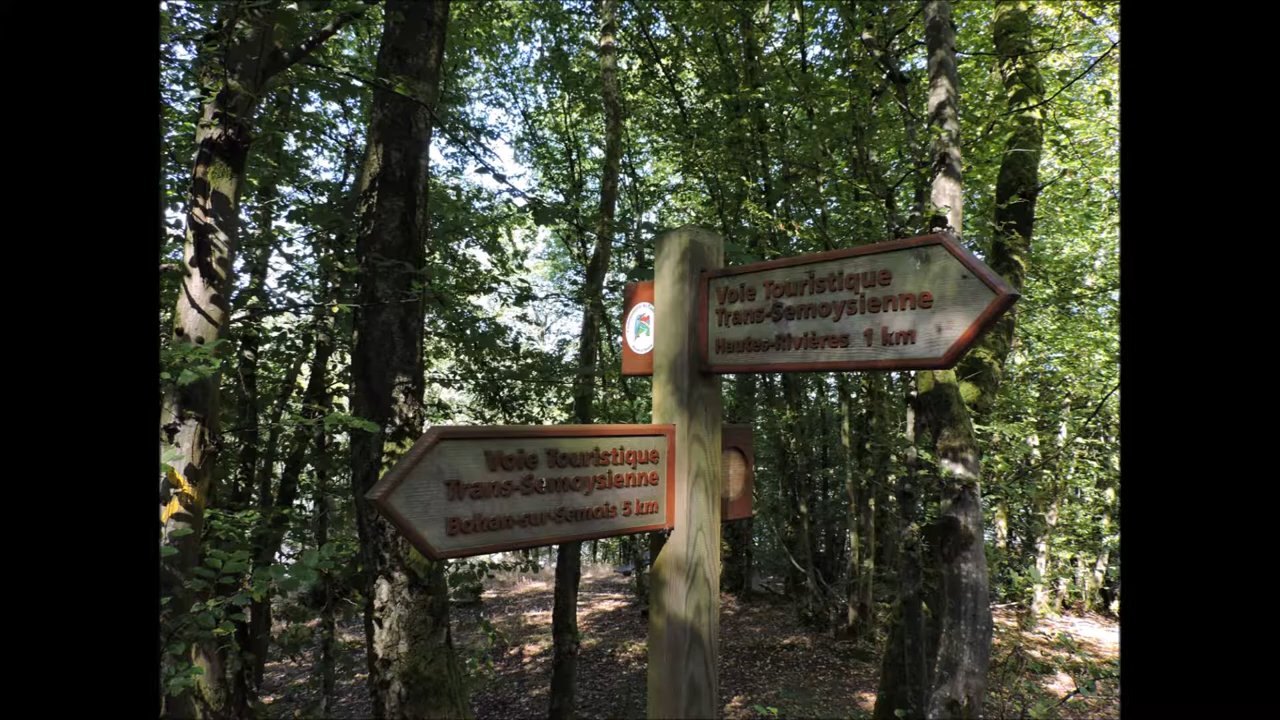 Voie Touristique
Trans-Semoysienne
Hautes-Rivières 1 km
Voie Touristique
Trans-Semoysienne
Bohan-sur-Semois 5 km